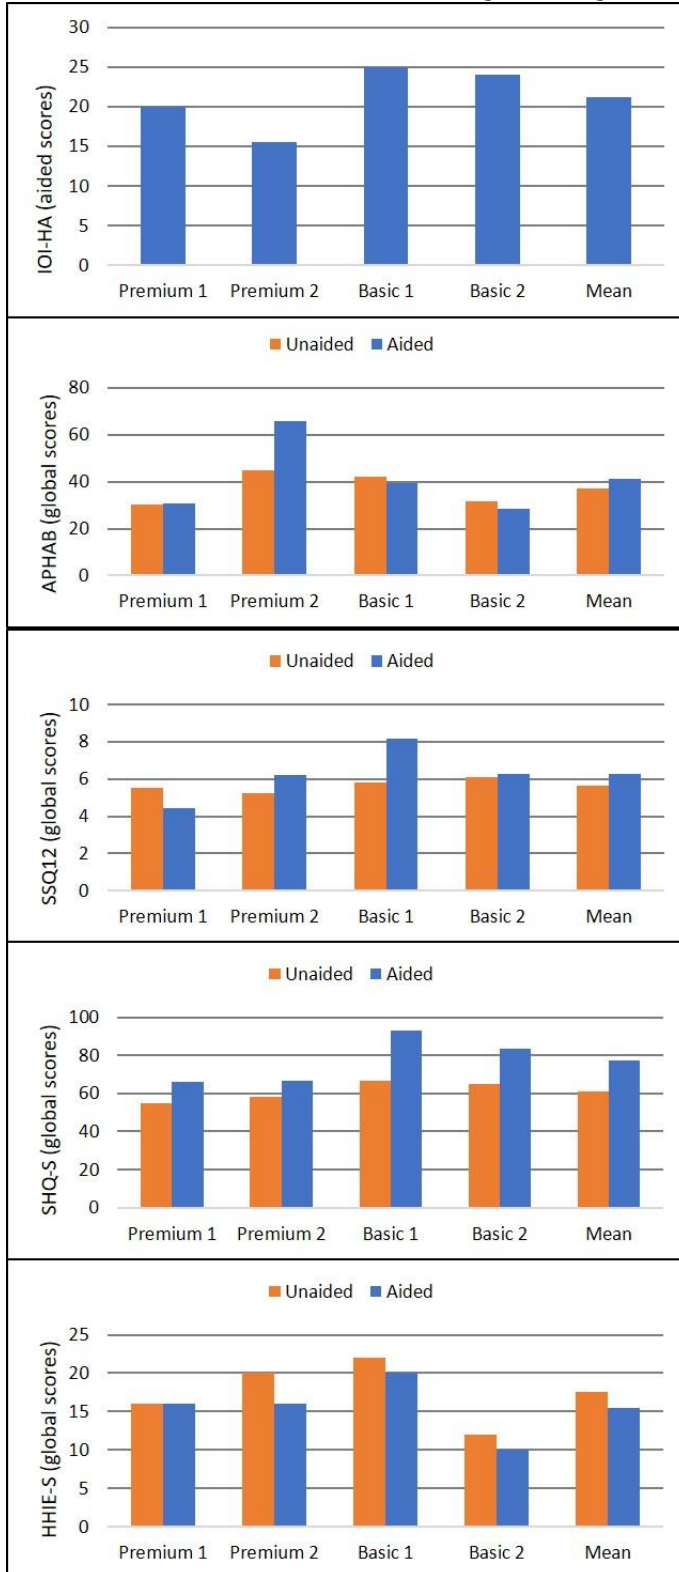 IOI-HA (aided scores)
30
25
20
15
10
5
0
Premium 1 Premium 2 Basic 1 Basic 2 Mean
Unaided Aided
APHAB (global scores)
80
60
40
20
0
Premium 1 Premium 2 Basic 1 Basic 2 Mean
Unaided Aided
SSQ12 (global scores)
10
8
6
4
2
0
Premium 1 Premium 2 Basic 1 Basic 2 Mean
Unaided Aided
SHQ-S (global scores)
100
80
60
40
20
0
Premium 1 Premium 2 Basic 1 Basic 2 Mean
Unaided Aided
HHIE-S (global scores)
25
20
15
10
5
0
Premium 1 Premium 2 Basic 1 Basic 2 Mean